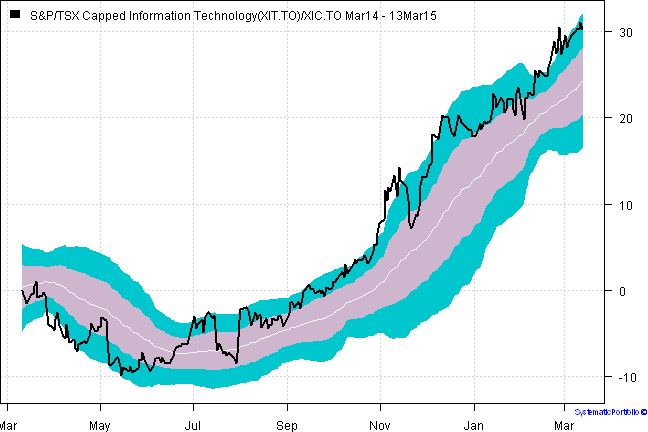 S&P/TSX Capped Information Technology(XIT.TO)/XIC.TO Mar14 - 13Mar15
30
20
10
0
-10
Mar May Jul Sep Nov Jan Mar
SystematicPortfolio ©